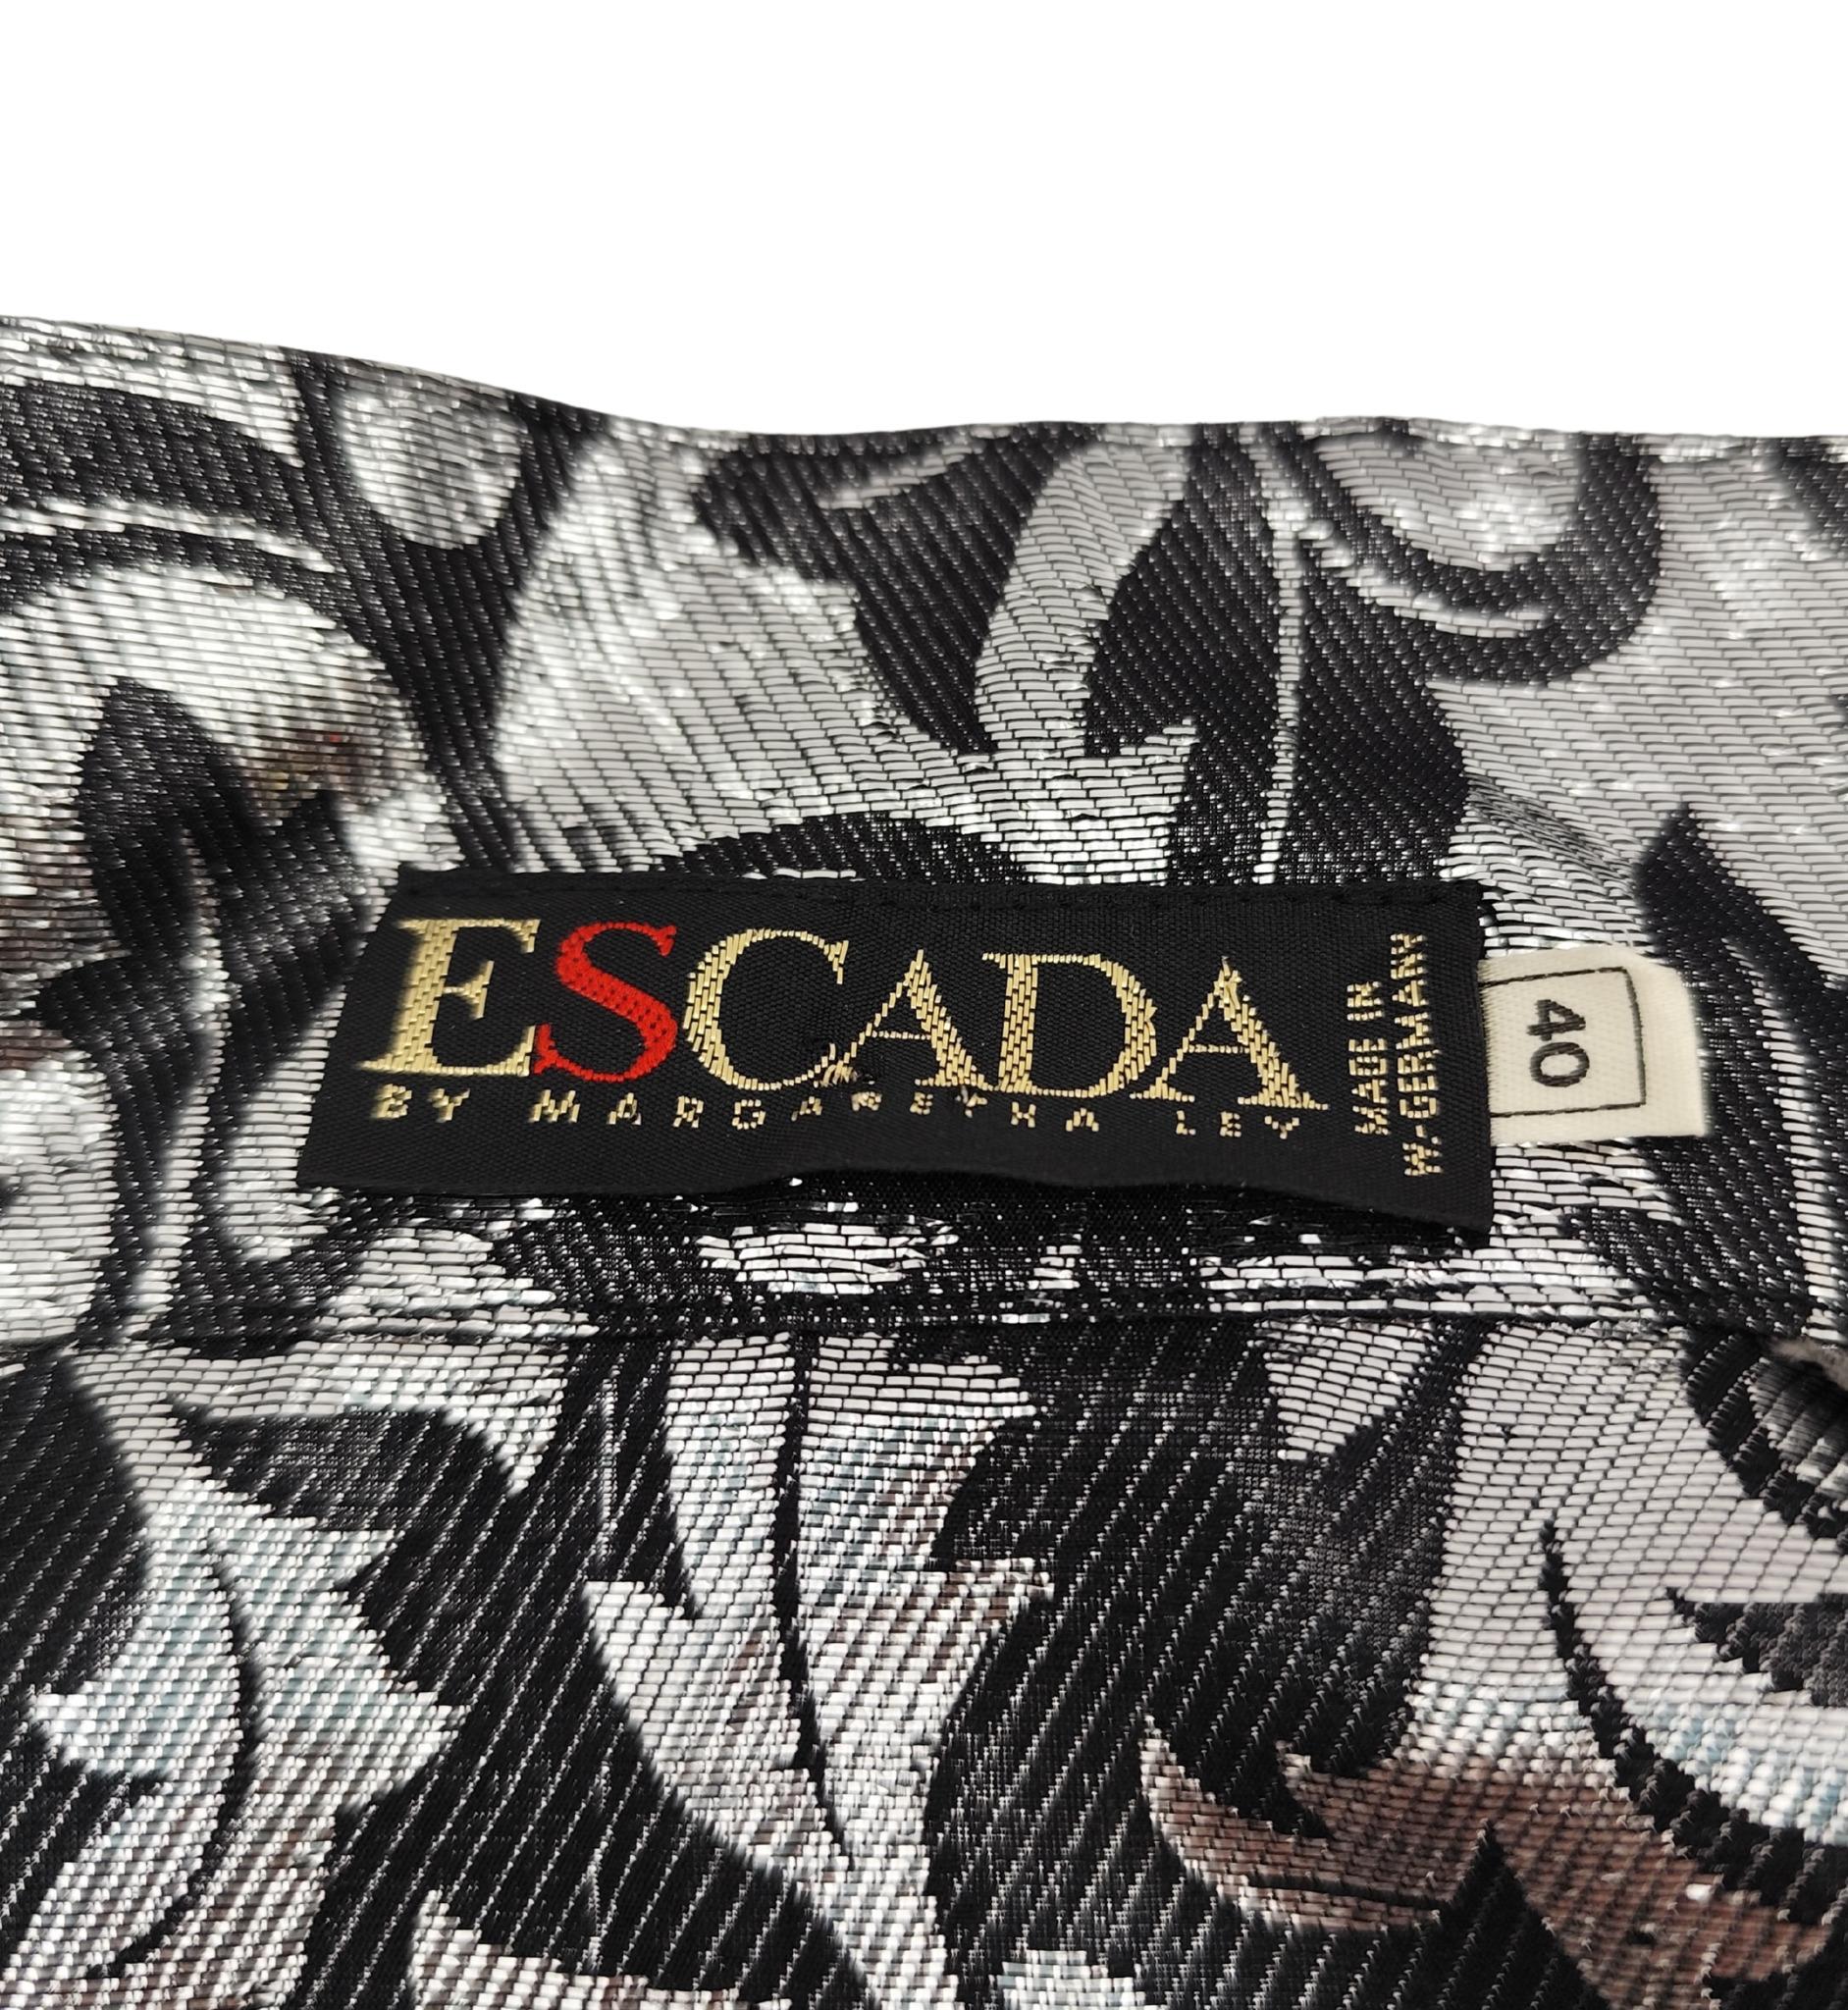 ESCADA
BY MARGARETHA LEY
MADE IN
W.GERMANY
40